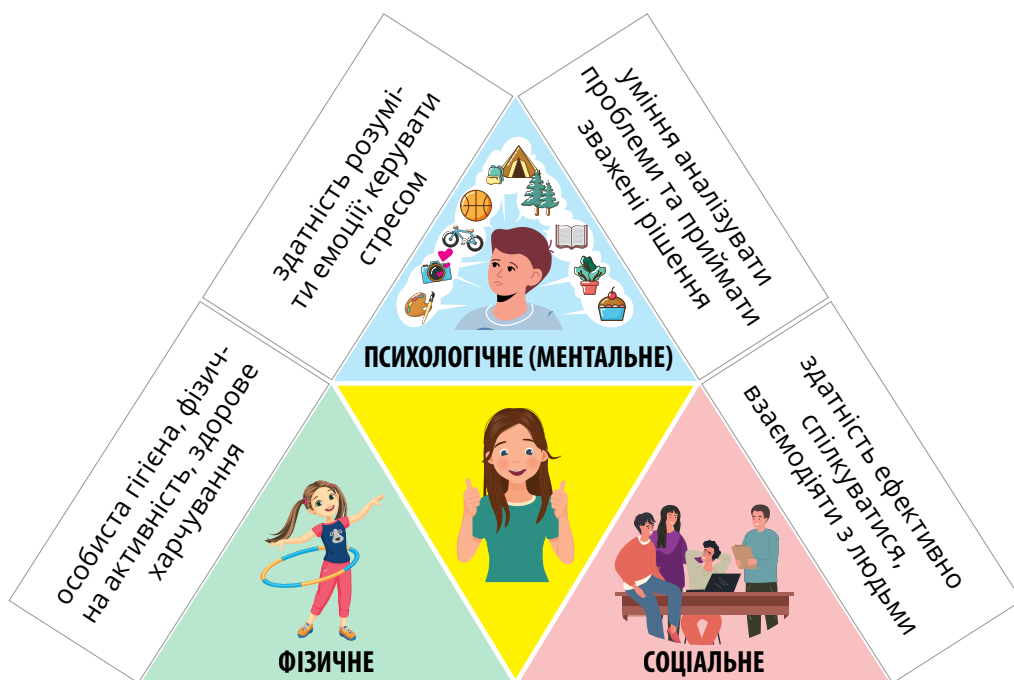 здатність розумі-
ти емоції; керувати
стресом
уміння аналізувати
проблеми та приймати
зважені рішення
ПСИХОЛОГІЧНЕ (МЕНТАЛЬНЕ)
особиста гігієна, фізич-
на активність, здорове
харчування
здатність ефективно
спілкуватися,
взаємодіяти з людьми
ФІЗИЧНЕ
СОЦІАЛЬНЕ